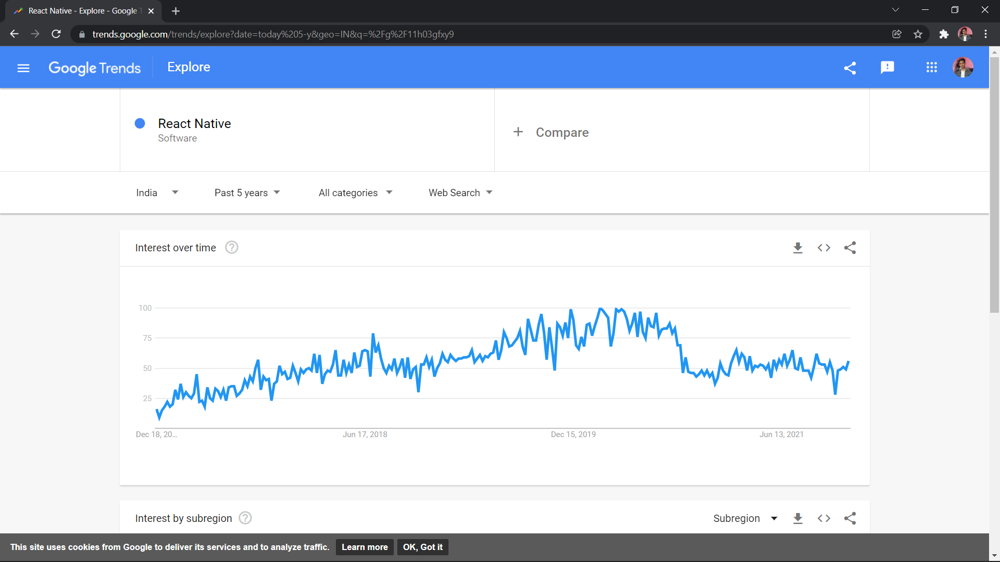 React Native - Explore - Google T
trends.google.com/trends/explore?date=today%205-y&geo=IN&q=%2Fg%2F11h03gfxy9
Google Trends
Explore
React Native
Software
+ Compare
India
Past 5 years
All categories
Web Search
Interest over time
100
75
50
25
Dec 18, 20...
Jun 17, 2018
Dec 15, 2019
Jun 13, 2021
Interest by subregion
Subregion
This site uses cookies from Google to deliver its services and to analyze traffic.
Learn more
OK, Got it